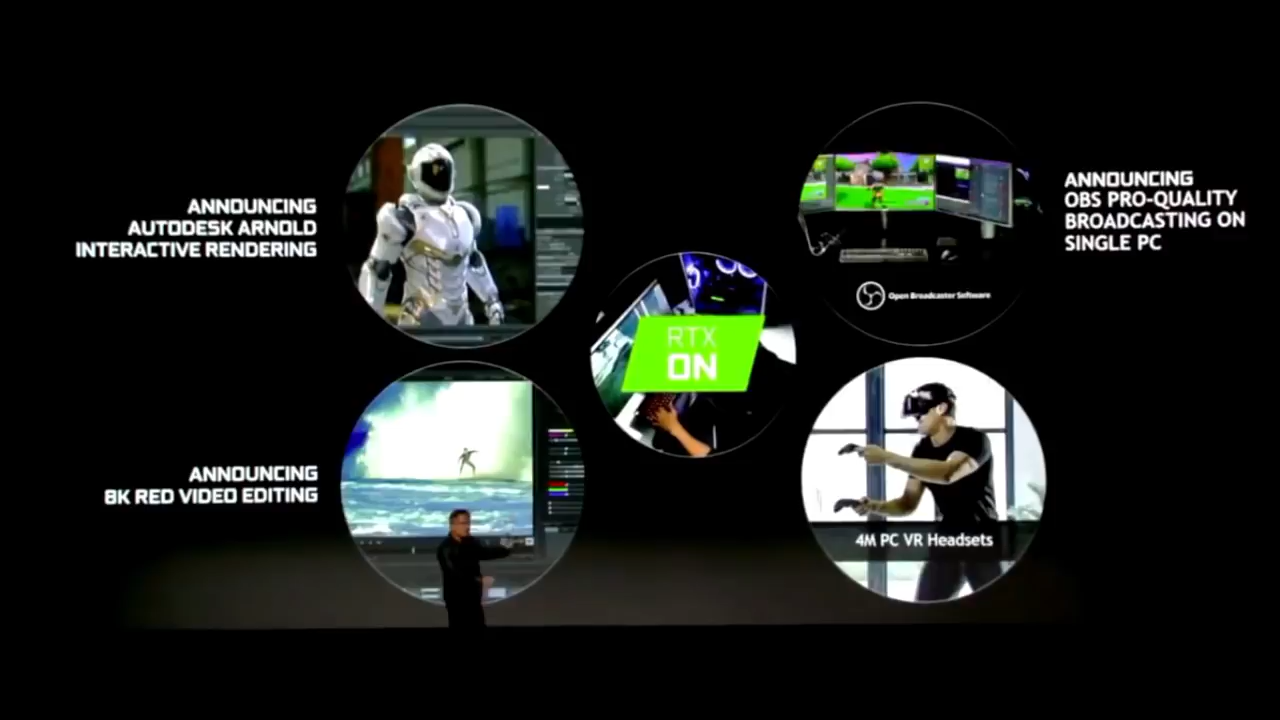 ANNOUNCING
AUTODESK ARNOLD
INTERACTIVE RENDERING
ANNOUNCING
OBS PRO-QUALITY
BROADCASTING ON
SINGLE PC
Open Broadcaster Software
RTX
ON
ANNOUNCING
8K RED VIDEO EDITING
4M PC VR Headsets